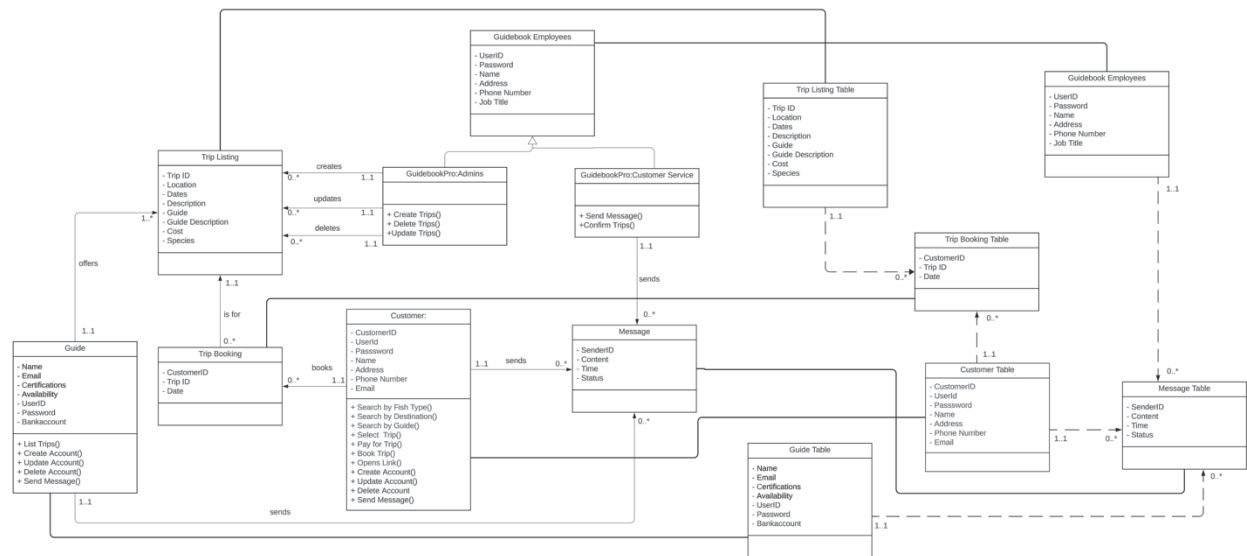 Guidebook Employees
- UserID
- Password
- Name
- Address
- Phone Number
- Job Title
Guidebook Employees
- UserID
- Password
- Name
- Address
- Phone Number
- Job Title
Trip Listing Table
- Trip ID
- Location
- Dates
- Description
- Guide
- Guide Description
- Cost
- Species
Trip Listing
- Trip ID
- Location
- Dates
- Description
- Guide
- Guide Description
- Cost
- Species
creates
0..*
1..1
updates
0..*
1..1
deletes
0..*
1..1
GuidebookPro:Admins
+ Create Trips()
+ Delete Trips()
+Update Trips()
GuidebookPro:Customer Service
+ Send Message()
+Confirm Trips()
1..1
sends
0..*
1..*
offers
1..1
1..1
is for
0..*
1..1
0..*
1..1
0..*
Trip Booking Table
- CustomerID
- Trip ID
- Date
0..*
1..1
Guide
- Name
- Email
- Certifications
- Availability
- UserID
- Password
- Bankaccount
+ List Trips()
+ Create Account()
+ Update Account()
+ Delete Account()
+ Send Message()
1..1
sends
0..*
Trip Booking
- CustomerID
- Trip ID
- Date
books
0..*
1..1
Customer:
- CustomerID
- UserId
- Passsword
- Name
- Address
- Phone Number
- Email
+ Search by Fish Type()
+ Search by Destination()
+ Search by Guide()
+ Select  Trip()
+ Pay for Trip()
+ Book Trip()
+ Opens Link()
+ Create Account()
+ Update Account()
+ Delete Account
+ Send Message()
1..1
sends
0..*
Message
- SenderID
- Content
- Time
- Status
Customer Table
- CustomerID
- UserId
- Passsword
- Name
- Address
- Phone Number
- Email
1..1
0..*
Message Table
- SenderID
- Content
- Time
- Status
Guide Table
- Name
- Email
- Certifications
- Availability
- UserID
- Password
- Bankaccount
1..1
0..*